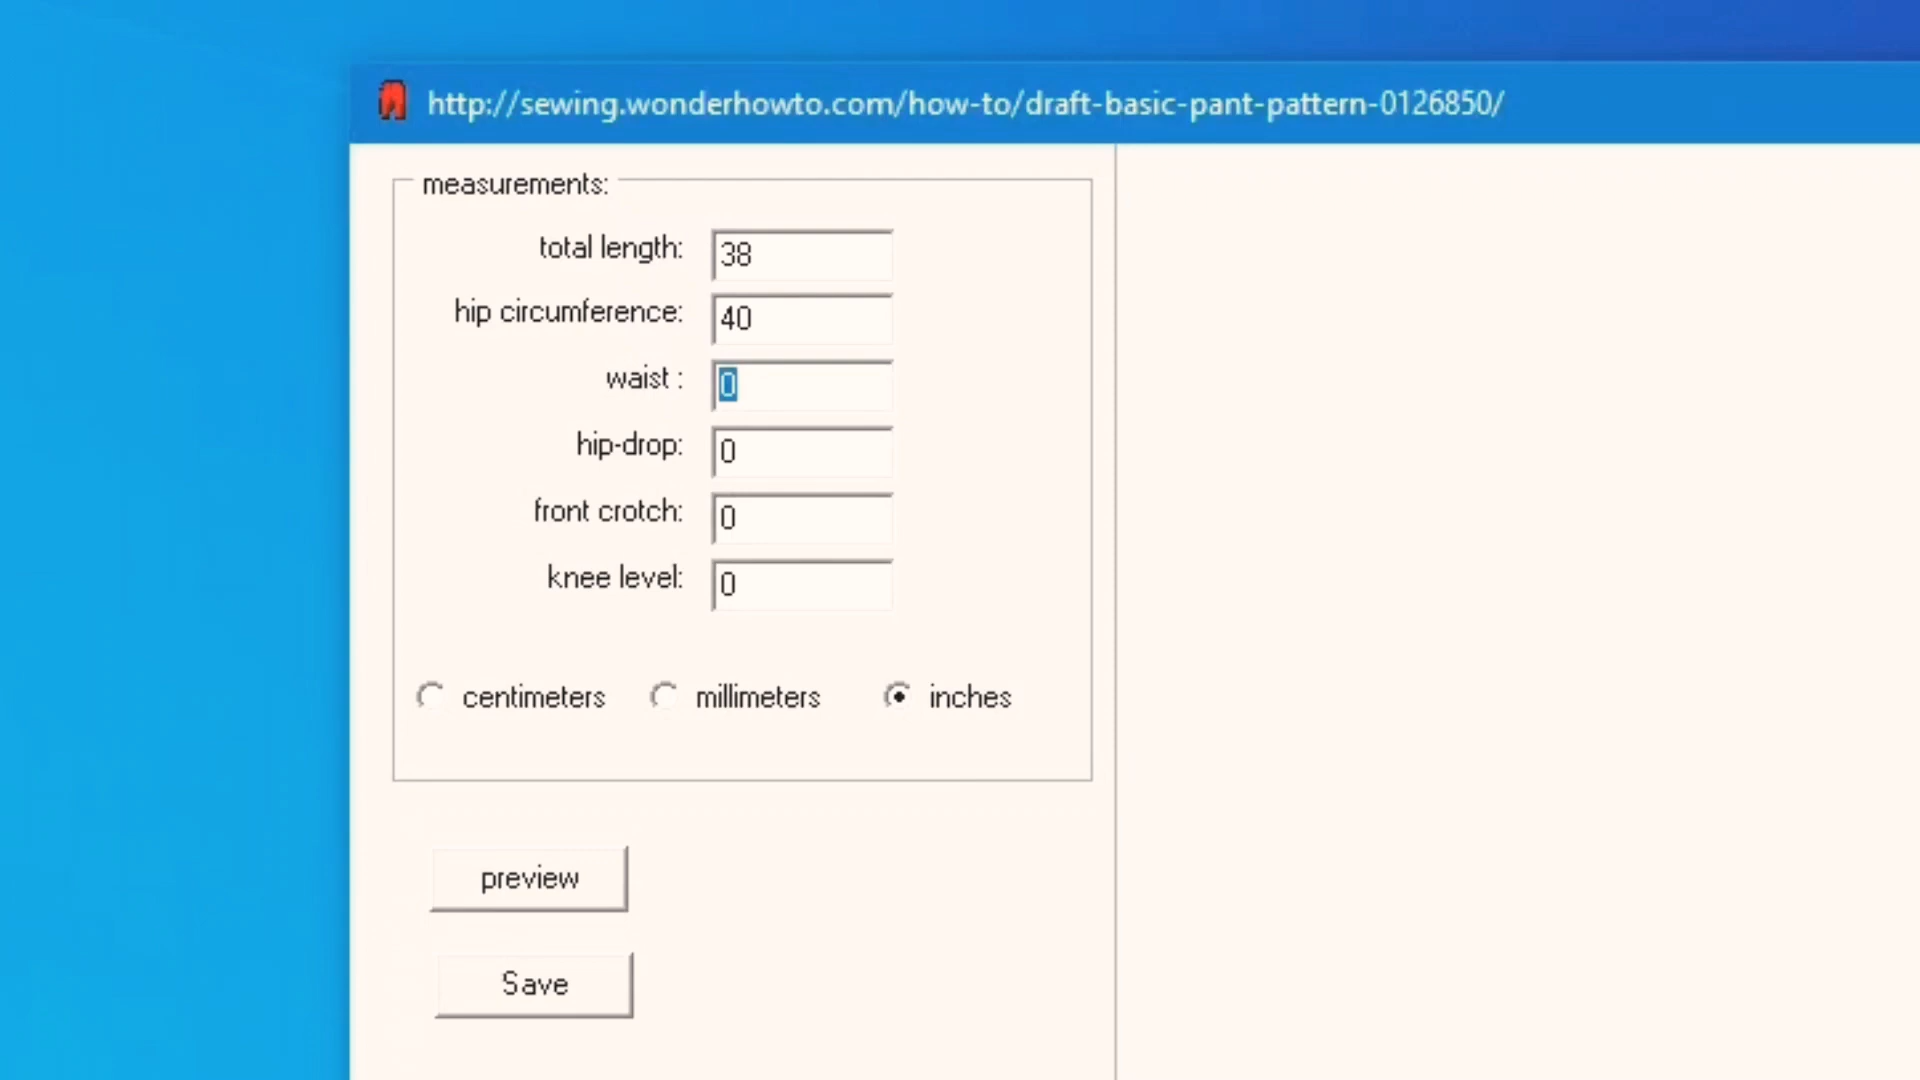 http://sewing.wonderhowto.com/how-to/draft-basic-pant-pattern-0126850/
measurements:
total length: 38
hip circumference: 40
waist : 0
hip-drop: 0
front crotch: 0
knee level: 0
centimeters millimeters inches
preview
Save